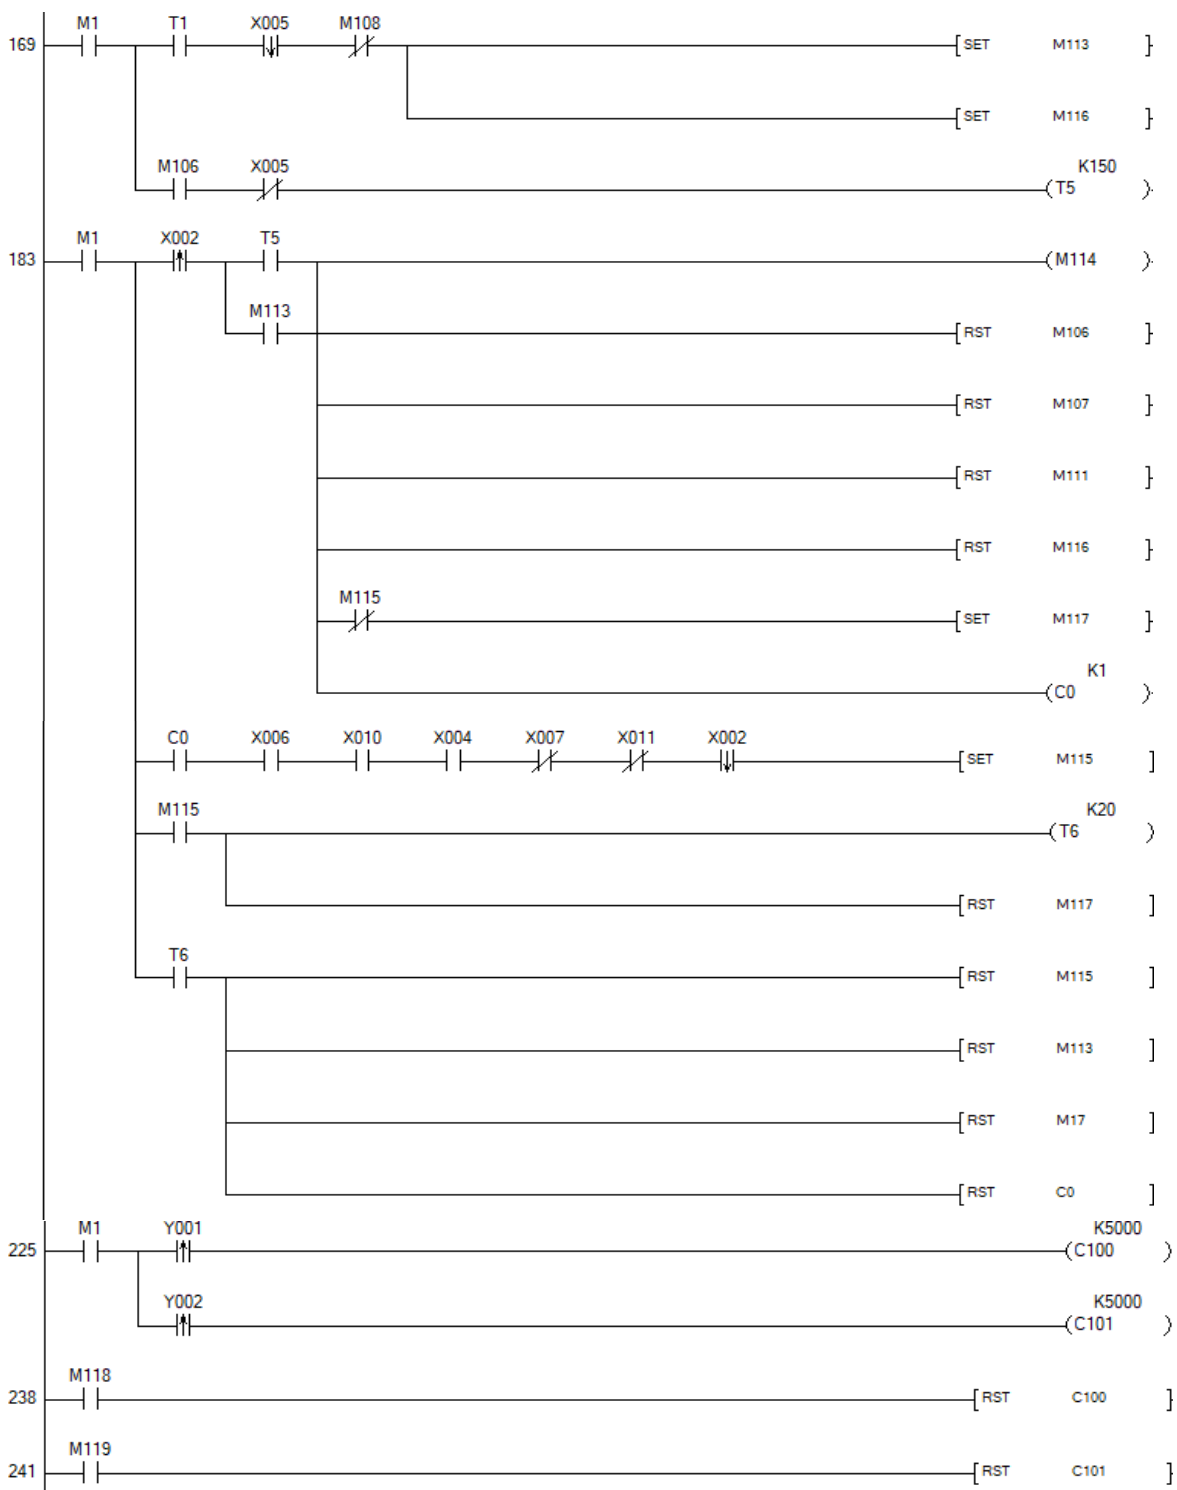 M1 T1 X005 M108
169 SET M113
SET M116
M106 X005 K150
T5
M1 X002 T5
183 M114
M113
RST M106
RST M107
RST M111
RST M116
M115
SET M117
K1
C0
C0 X006 X010 X004 X007 X011 X002
SET M115
M115 K20
T6
RST M117
T6
RST M115
RST M113
RST M17
RST C0
M1 Y001 K5000
225 C100
Y002 K5000
C101
M118
238 RST C100
M119
241 RST C101